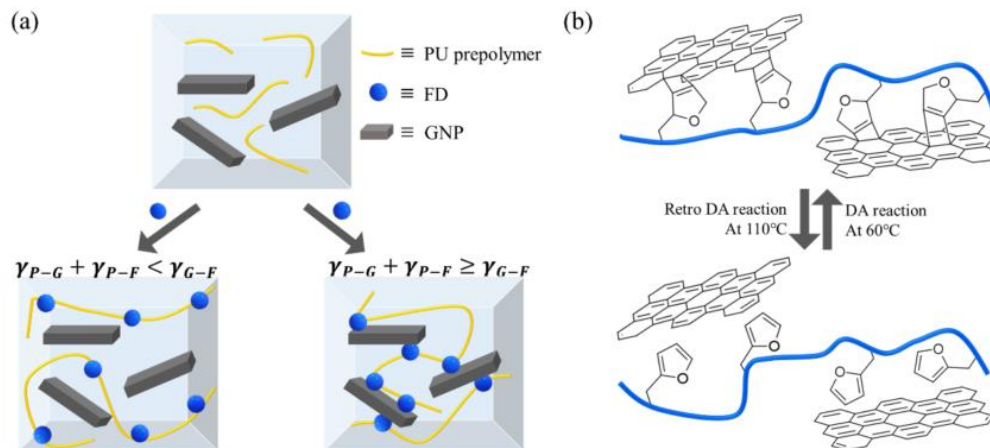 (a)
≡ PU prepolymer
≡ FD
≡ GNP
γP−G + γP−F < γG−F
γP−G + γP−F ≥ γG−F
(b)
O
O
O
O
Retro DA reaction
At 110℃
DA reaction
At 60℃
O
O
O
O